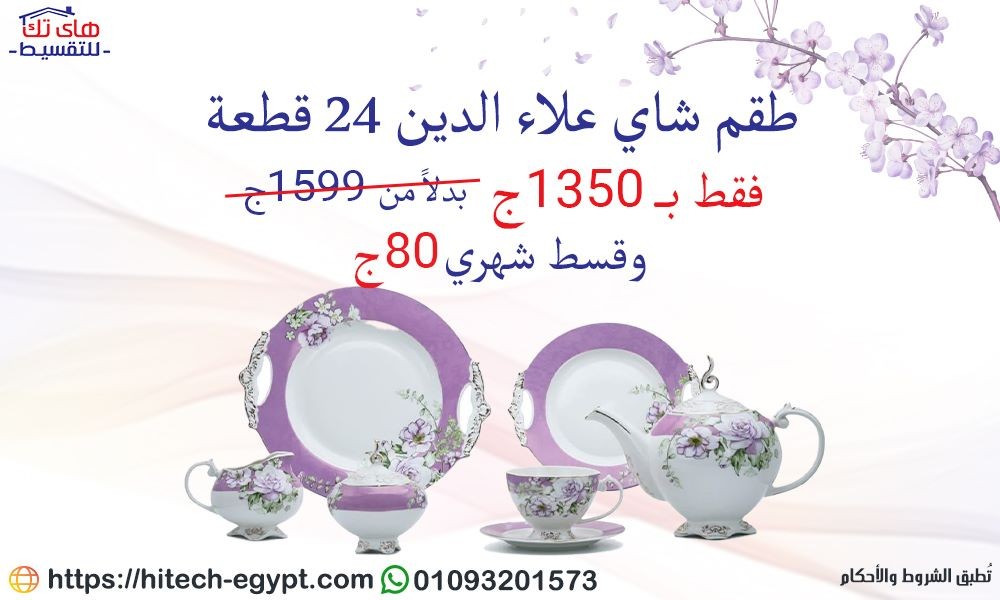 هاى تك
-للتقسيط-
طقم شاي علاء الدين 24 قطعة
فقط بـ 1350ج بدلاً من 1599ج
وقسط شهري 80ج
https://hitech-egypt.com 01093201573
تُطبق الشروط والأحكام